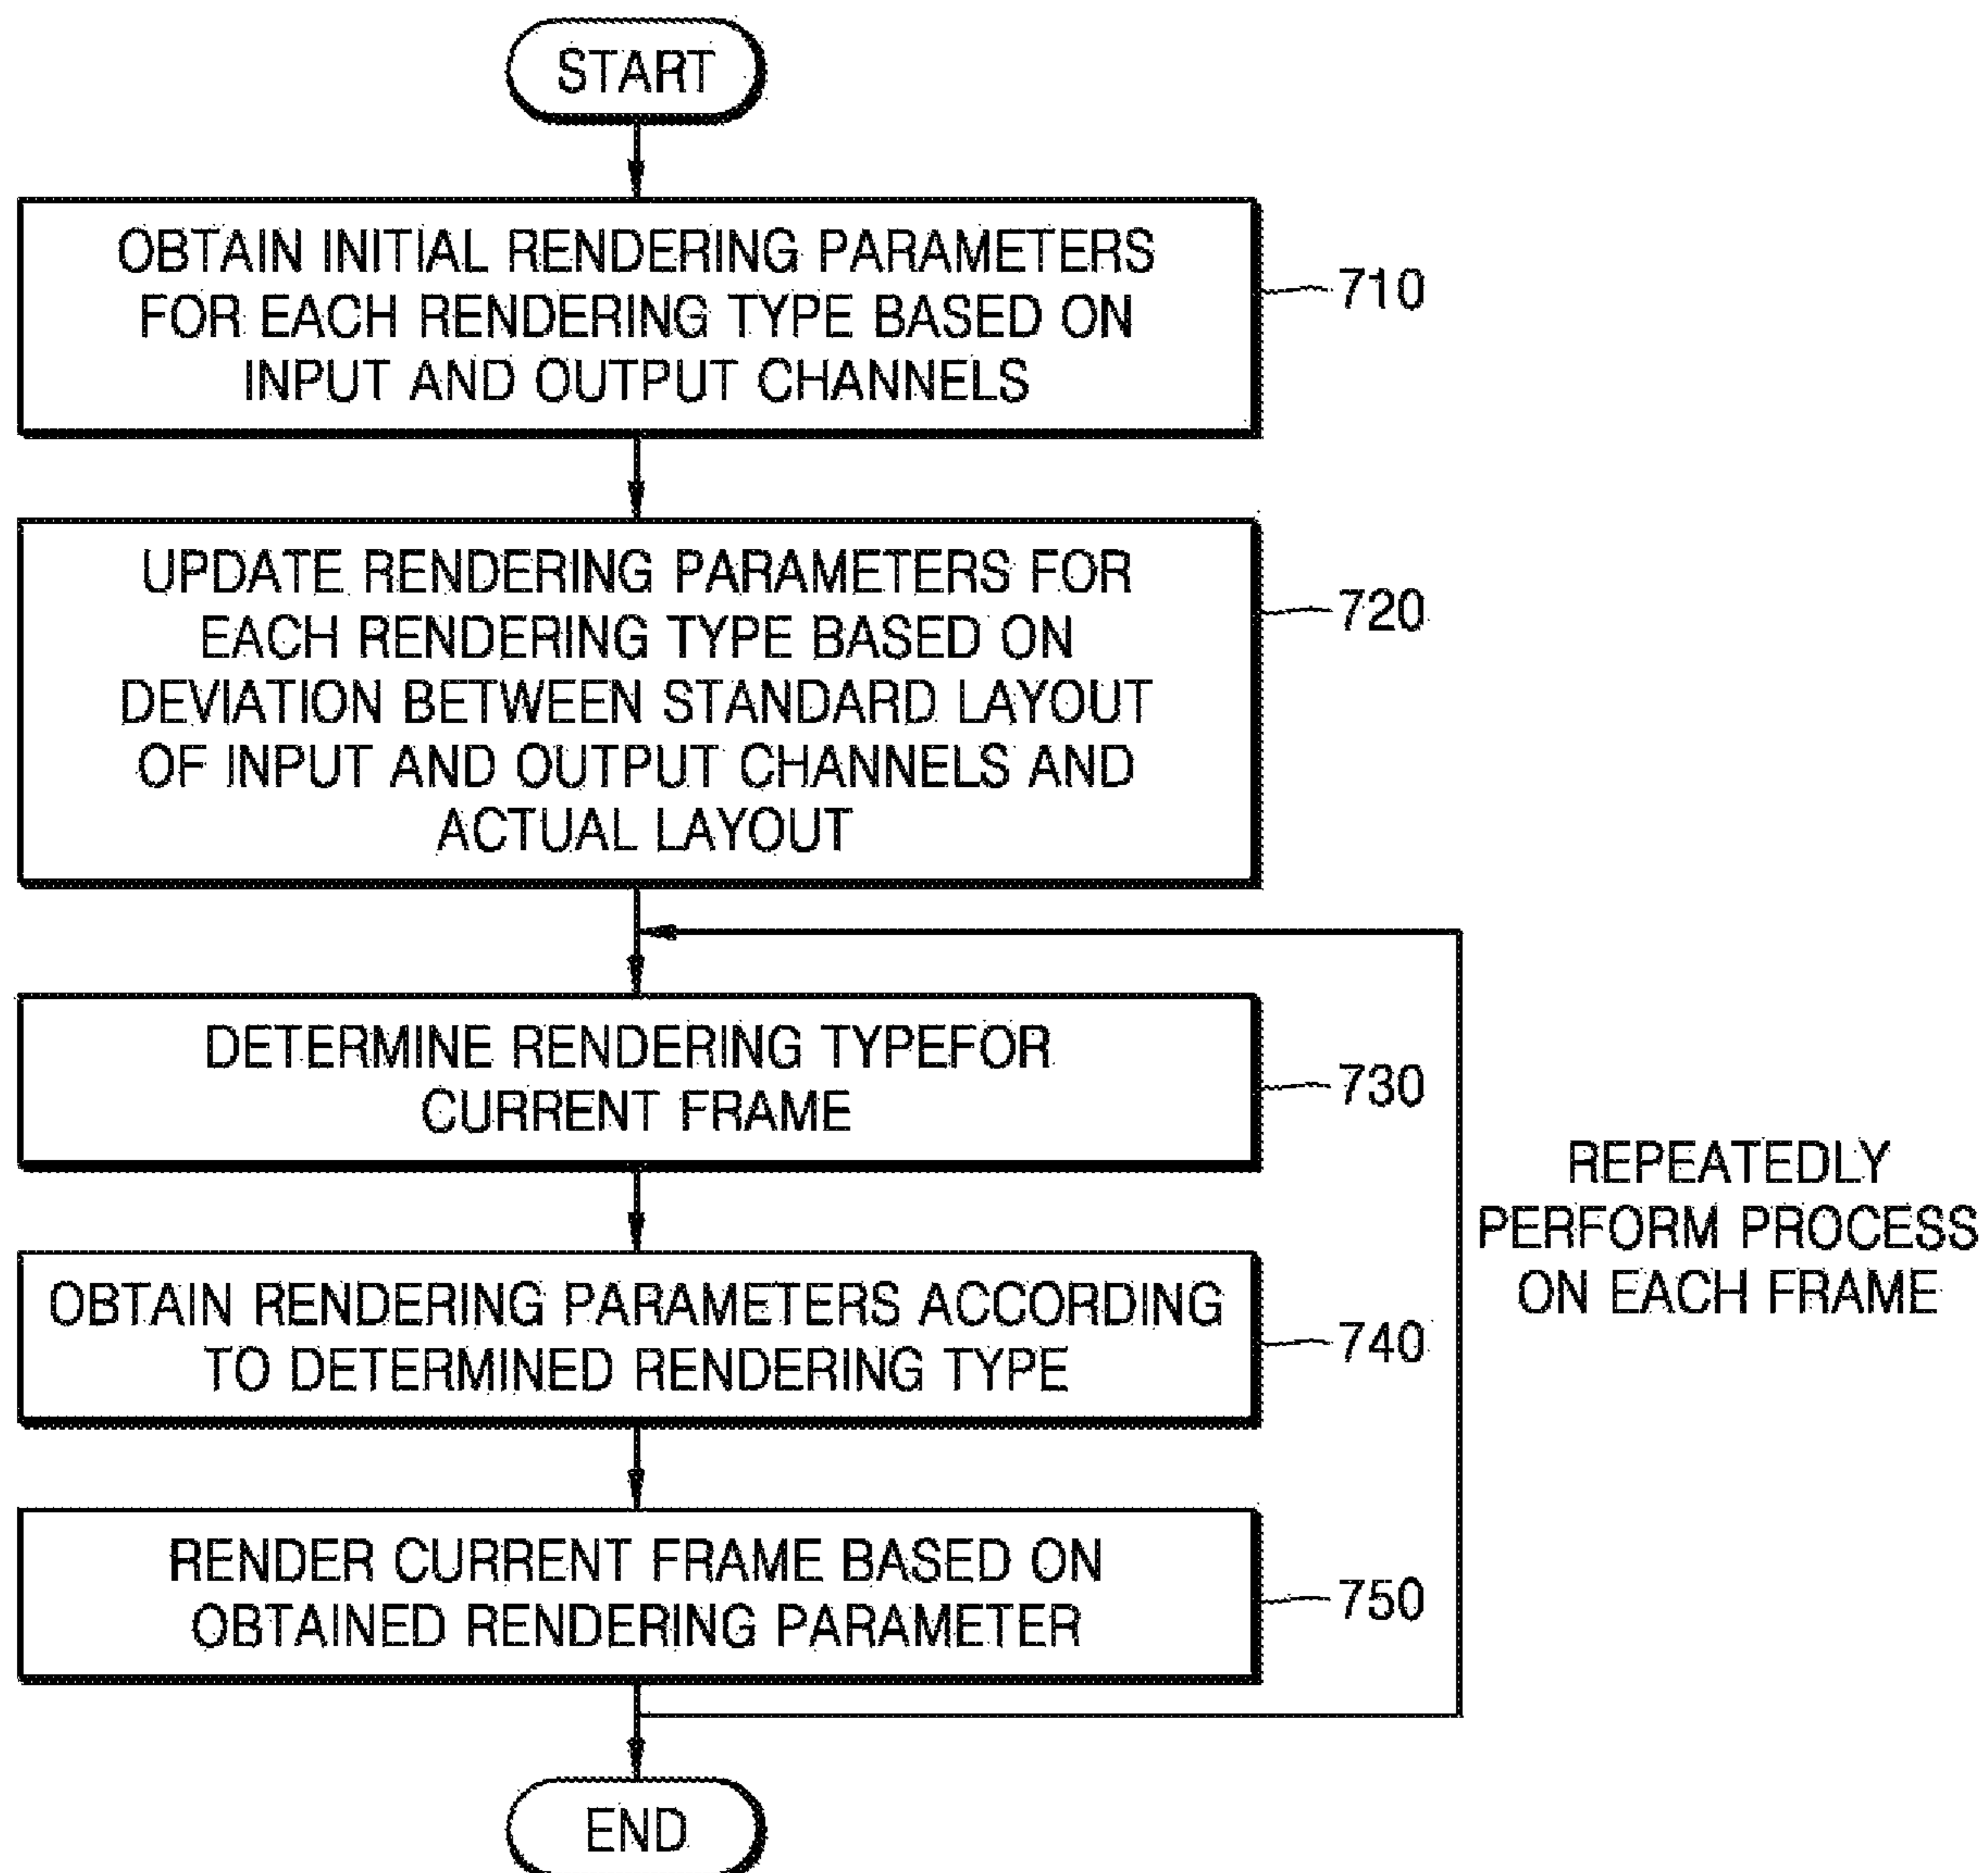 START
OBTAIN INITIAL RENDERING PARAMETERS
FOR EACH RENDERING TYPE BASED ON
INPUT AND OUTPUT CHANNELS
710
UPDATE RENDERING PARAMETERS FOR
EACH RENDERING TYPE BASED ON
DEVIATION BETWEEN STANDARD LAYOUT
OF INPUT AND OUTPUT CHANNELS AND
ACTUAL LAYOUT
720
DETERMINE RENDERING TYPEFOR
CURRENT FRAME
730
REPEATEDLY
PERFORM PROCESS
ON EACH FRAME
OBTAIN RENDERING PARAMETERS ACCORDING
TO DETERMINED RENDERING TYPE
740
RENDER CURRENT FRAME BASED ON
OBTAINED RENDERING PARAMETER
750
END